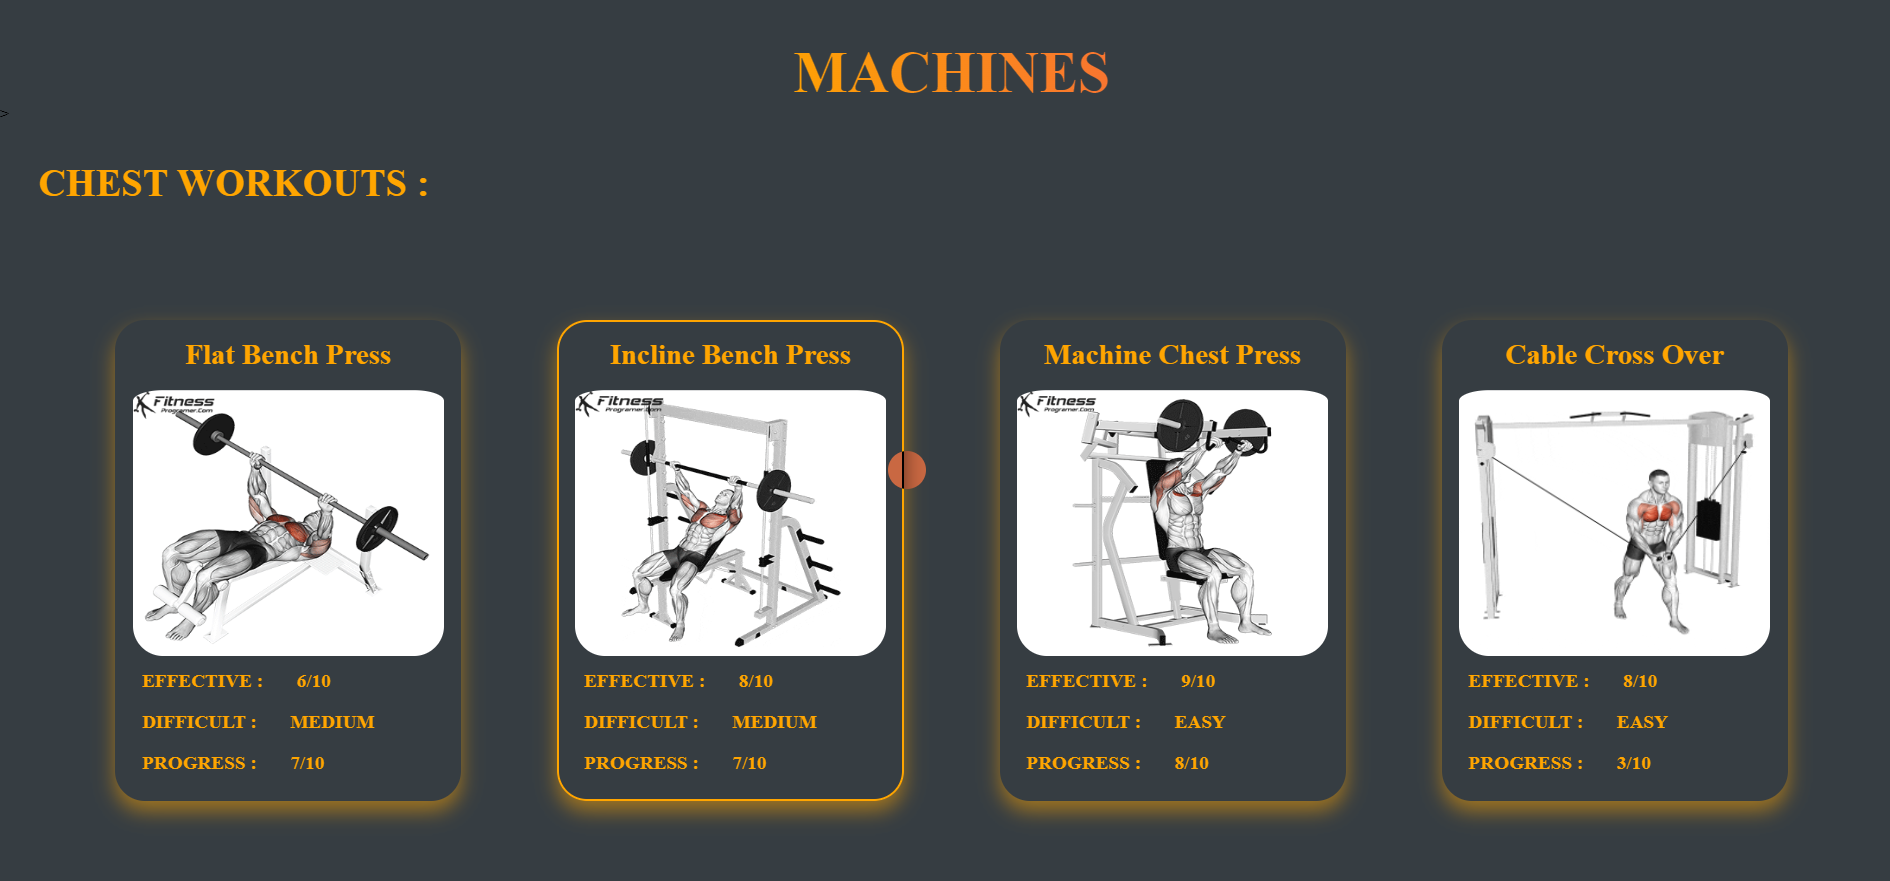 MACHINES
>
CHEST WORKOUTS :
Flat Bench Press
Fitness
Programer.Com
EFFECTIVE : 6/10
DIFFICULT : MEDIUM
PROGRESS : 7/10
Incline Bench Press
Fitness
Programer.Com
EFFECTIVE : 8/10
DIFFICULT : MEDIUM
PROGRESS : 7/10
Machine Chest Press
Fitness
Programer.Com
EFFECTIVE : 9/10
DIFFICULT : EASY
PROGRESS : 8/10
Cable Cross Over
EFFECTIVE : 8/10
DIFFICULT : EASY
PROGRESS : 3/10